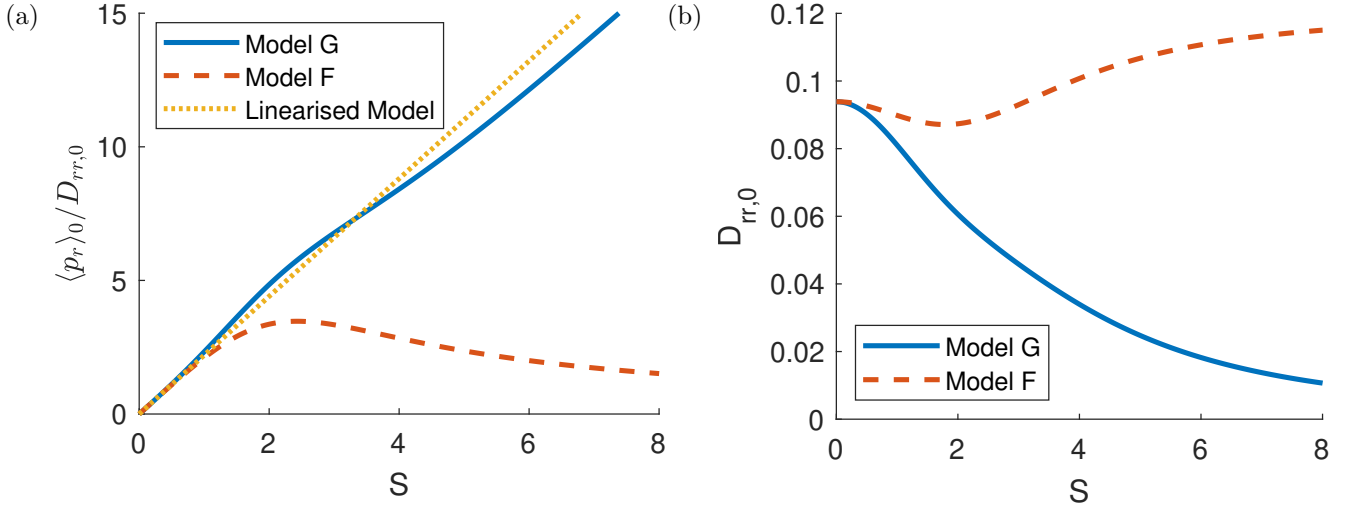 (a)
15
10
5
0
⟨p_r⟩_0/D_{rr,0}
Model G
Model F
Linearised Model
0 2 4 6 8
S
(b)
0.12
0.1
0.08
0.06
0.04
0.02
0
D_{rr,0}
Model G
Model F
0 2 4 6 8
S